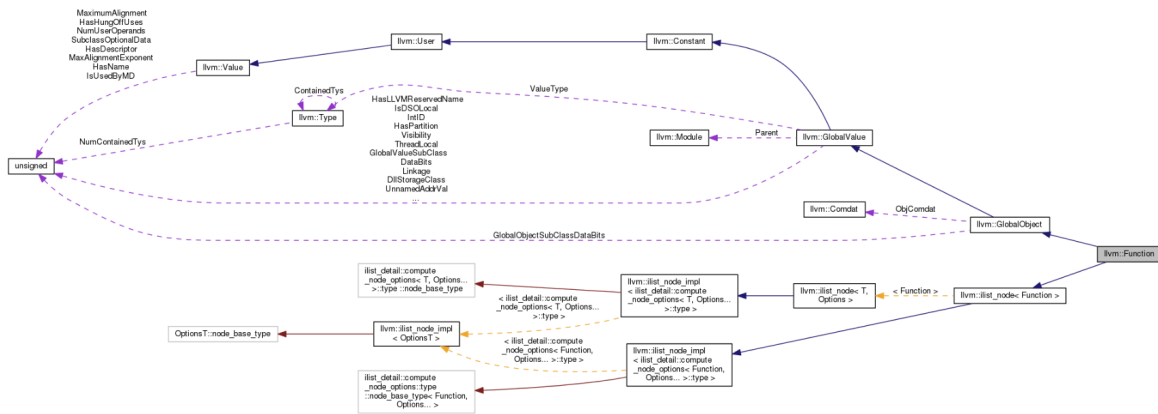 MaximumAlignment
HasHungOffUses
NumUserOperands
SubclassOptionalData
HasDescriptor
MaxAlignmentExponent
HasName
IsUsedByMD
llvm::Value
llvm::User
llvm::Constant
ContainedTys
llvm::Type
ValueType
NumContainedTys
unsigned
HasLLVMReservedName
IsDSOLocal
IntID
HasPartition
Visibility
ThreadLocal
GlobalValueSubClass
DataBits
Linkage
DllStorageClass
UnnamedAddrVal
...
llvm::Module
Parent
llvm::GlobalValue
llvm::Comdat
ObjComdat
llvm::GlobalObject
GlobalObjectSubClassDataBits
llvm::Function
ilist_detail::compute
_node_options< T, Options...
>::type ::node_base_type
< ilist_detail::compute
_node_options< T, Options...
>::type >
llvm::ilist_node_impl
< ilist_detail::compute
_node_options< T, Options...
>::type >
llvm::ilist_node< T,
Options >
< Function >
llvm::ilist_node< Function >
OptionsT::node_base_type
llvm::ilist_node_impl
< OptionsT >
< ilist_detail::compute
_node_options< Function,
Options... >::type >
llvm::ilist_node_impl
< ilist_detail::compute
_node_options< Function,
Options... >::type >
ilist_detail::compute
_node_options::type
::node_base_type< Function,
Options... >